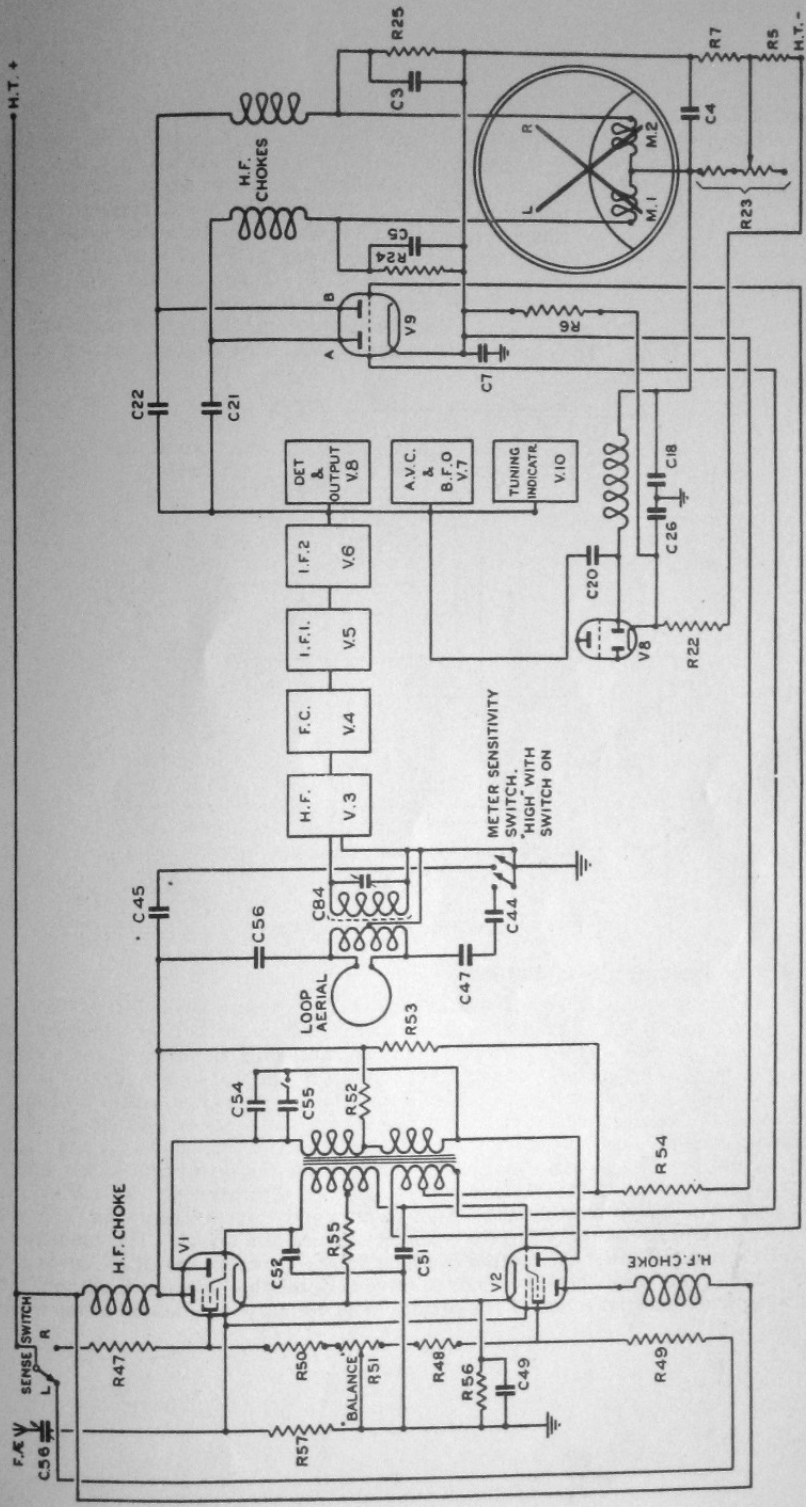 H.T. +
SENSE SWITCH
F.Æ
L
R
C56
H.F. CHOKE
R47
V1
R50
"BALANCE"
R51
R57
R48
R56
C49
R49
C52
R55
C51
V2
H.F. CHOKE
C54
C55
R52
R53
R54
C45
C56
LOOP
AERIAL
C84
C47
C44
METER SENSITIVITY
SWITCH.
"HIGH" WITH
SWITCH ON
H.F.
V.3
F.C.
V.4
I.F.1.
V.5
I.F.2
V.6
DET
&
OUTPUT
V.8
A.V.C.
&
B.F.O
V.7
TUNING
INDICATR.
V.10
C22
C21
A
B
V9
C7
C20
V8
R22
C26
C18
R6
H.F.
CHOKES
R24
C5
R25
C3
L
R
M.1
M.2
C4
R23
R7
R5
H.T.-